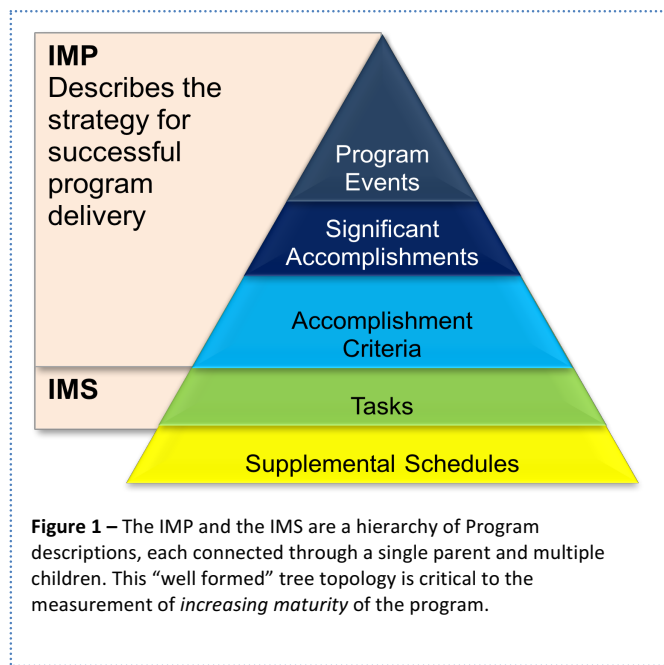 IMP
Describes the
strategy for
successful
program
delivery
Program
Events
Significant
Accomplishments
Accomplishment
Criteria
IMS
Tasks
Supplemental Schedules
Figure 1 – The IMP and the IMS are a hierarchy of Program
descriptions, each connected through a single parent and multiple
children. This “well formed” tree topology is critical to the
measurement of increasing maturity of the program.